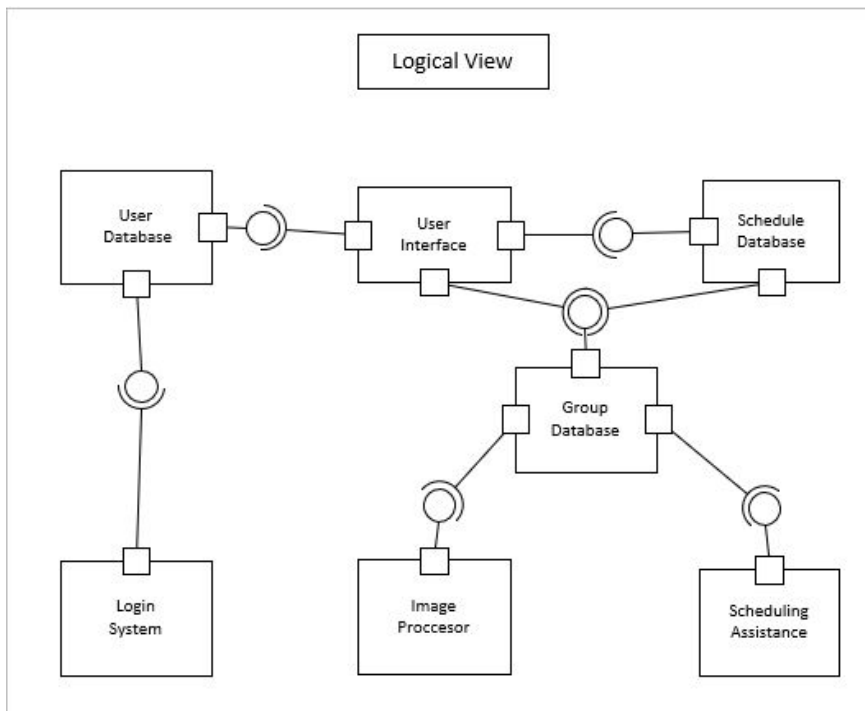 Logical View
User
Database
User
Interface
Schedule
Database
Group
Database
Login
System
Image
Proccesor
Scheduling
Assistance